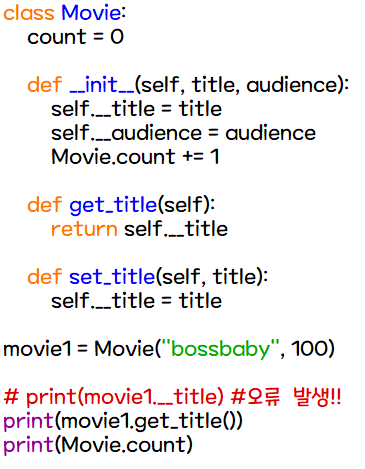 class Movie:
    count = 0

    def __init__(self, title, audience):
        self.__title = title
        self.__audience = audience
        Movie.count += 1

    def get_title(self):
        return self.__title

    def set_title(self, title):
        self.__title = title

movie1 = Movie("bossbaby", 100)

# print(movie1.__title) #오류 발생!!
print(movie1.get_title())
print(Movie.count)